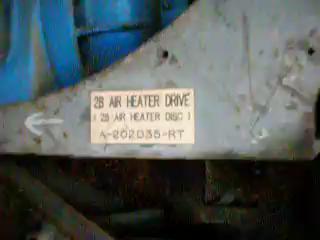 2B AIR HEATER DRIVE
( 2B AIR HEATER DISC )
A-202035-RT